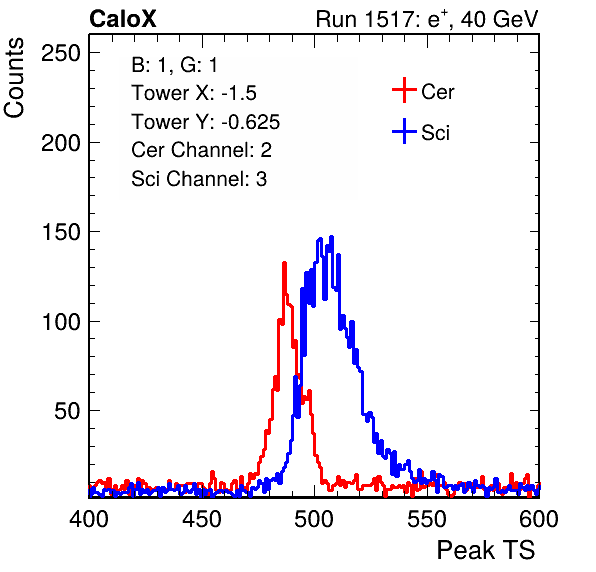 CaloX Run 1517: e⁺, 40 GeV
Counts
250
200
150
100
50
B: 1, G: 1
Tower X: -1.5
Tower Y: -0.625
Cer Channel: 2
Sci Channel: 3
Cer
Sci
400 450 500 550 600
Peak TS